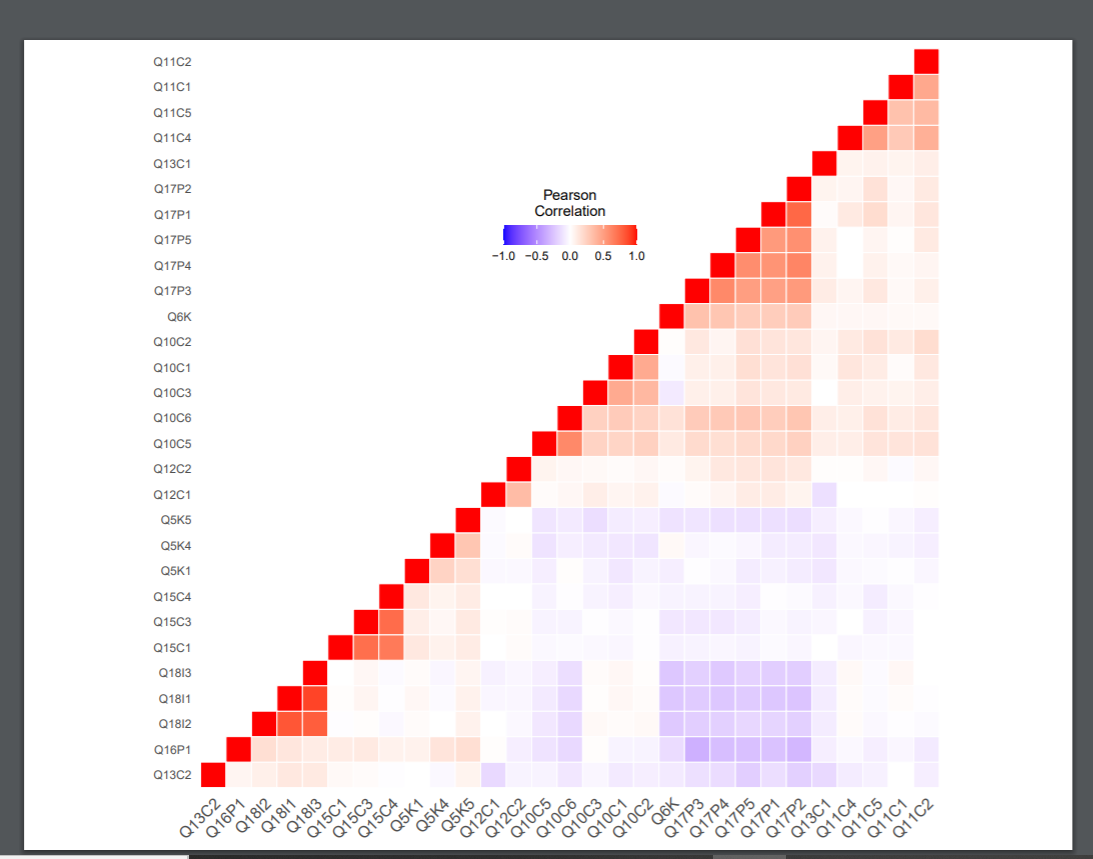 Q11C2
Q11C1
Q11C5
Q11C4
Q13C1
Q17P2
Q17P1
Q17P5
Q17P4
Q17P3
Q6K
Q10C2
Q10C1
Q10C3
Q10C6
Q10C5
Q12C2
Q12C1
Q5K5
Q5K4
Q5K1
Q15C4
Q15C3
Q15C1
Q18I3
Q18I1
Q18I2
Q16P1
Q13C2
Pearson
Correlation
−1.0 −0.5 0.0 0.5 1.0
Q13C2 Q16P1 Q18I2 Q18I1 Q18I3 Q15C1 Q15C3 Q15C4 Q5K1 Q5K4 Q5K5 Q12C1 Q12C2 Q10C5 Q10C6 Q10C3 Q10C1 Q10C2 Q6K Q17P3 Q17P4 Q17P5 Q17P1 Q17P2 Q13C1 Q11C4 Q11C5 Q11C1 Q11C2